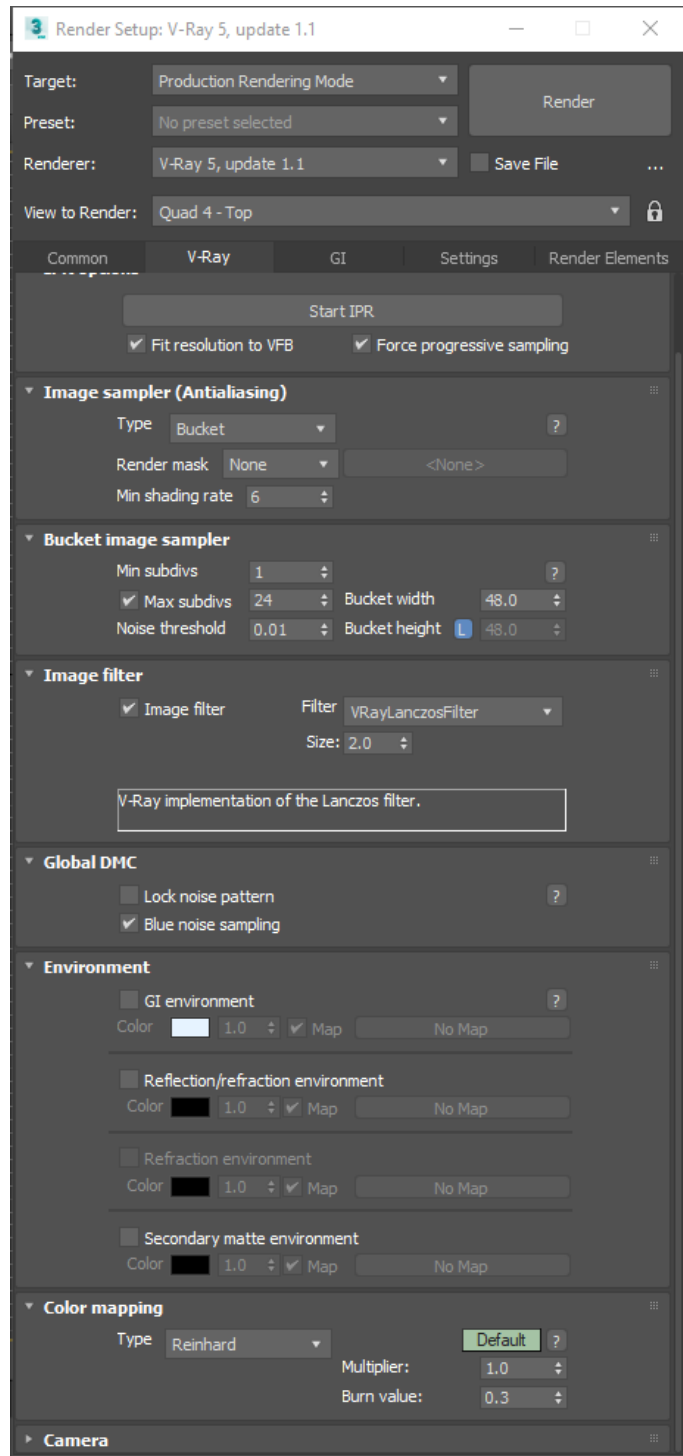 3 Render Setup: V-Ray 5, update 1.1
Target: Production Rendering Mode
Render
Preset: No preset selected
Renderer: V-Ray 5, update 1.1 Save File ...
View to Render: Quad 4 - Top
Common V-Ray GI Settings Render Elements
Start IPR
Fit resolution to VFB Force progressive sampling
Image sampler (Antialiasing)
Type Bucket ?
Render mask None <None>
Min shading rate 6
Bucket image sampler
Min subdivs 1 ?
Max subdivs 24 Bucket width 48.0
Noise threshold 0.01 Bucket height L 48.0
Image filter
Image filter Filter VRayLanczosFilter
Size: 2.0
V-Ray implementation of the Lanczos filter.
Global DMC
Lock noise pattern ?
Blue noise sampling
Environment
GI environment ?
Color 1.0 Map No Map
Reflection/refraction environment
Color 1.0 Map No Map
Refraction environment
Color 1.0 Map No Map
Secondary matte environment
Color 1.0 Map No Map
Color mapping
Type Reinhard Default ?
Multiplier: 1.0
Burn value: 0.3
Camera